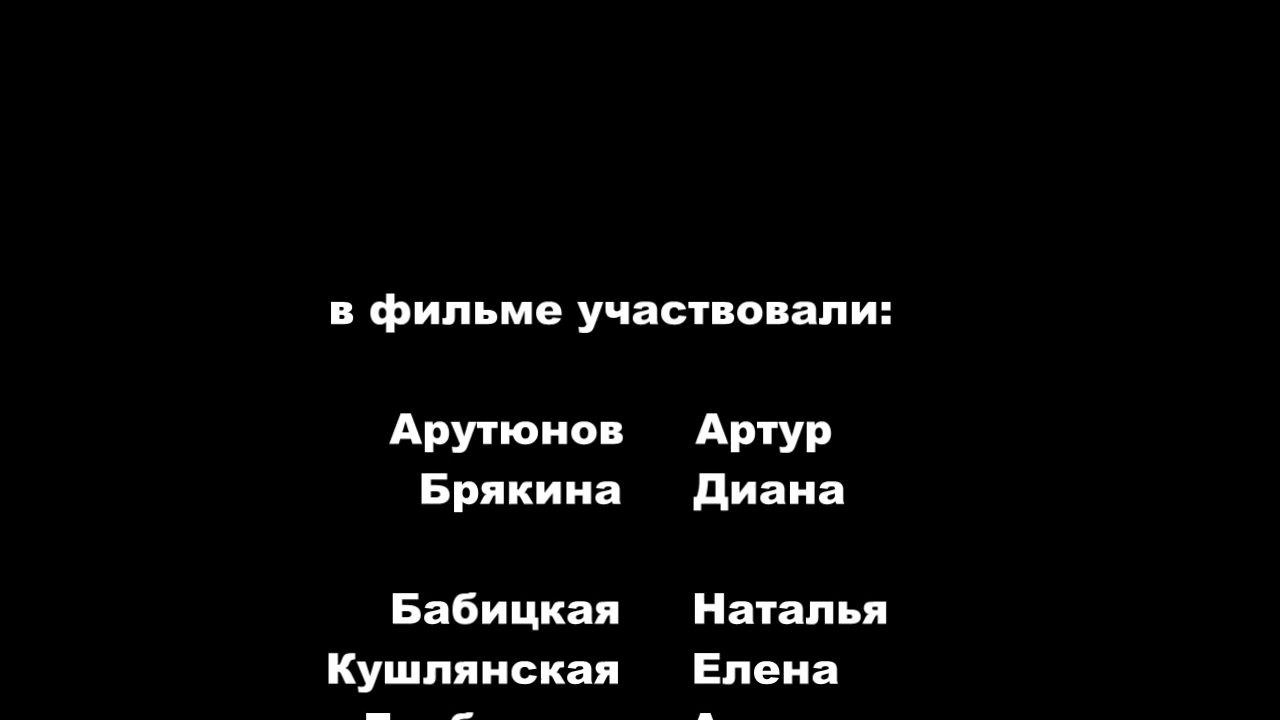 в фильме участвовали:
Арутюнов Артур
Брякина Диана
Бабицкая Наталья
Кушлянская Елена